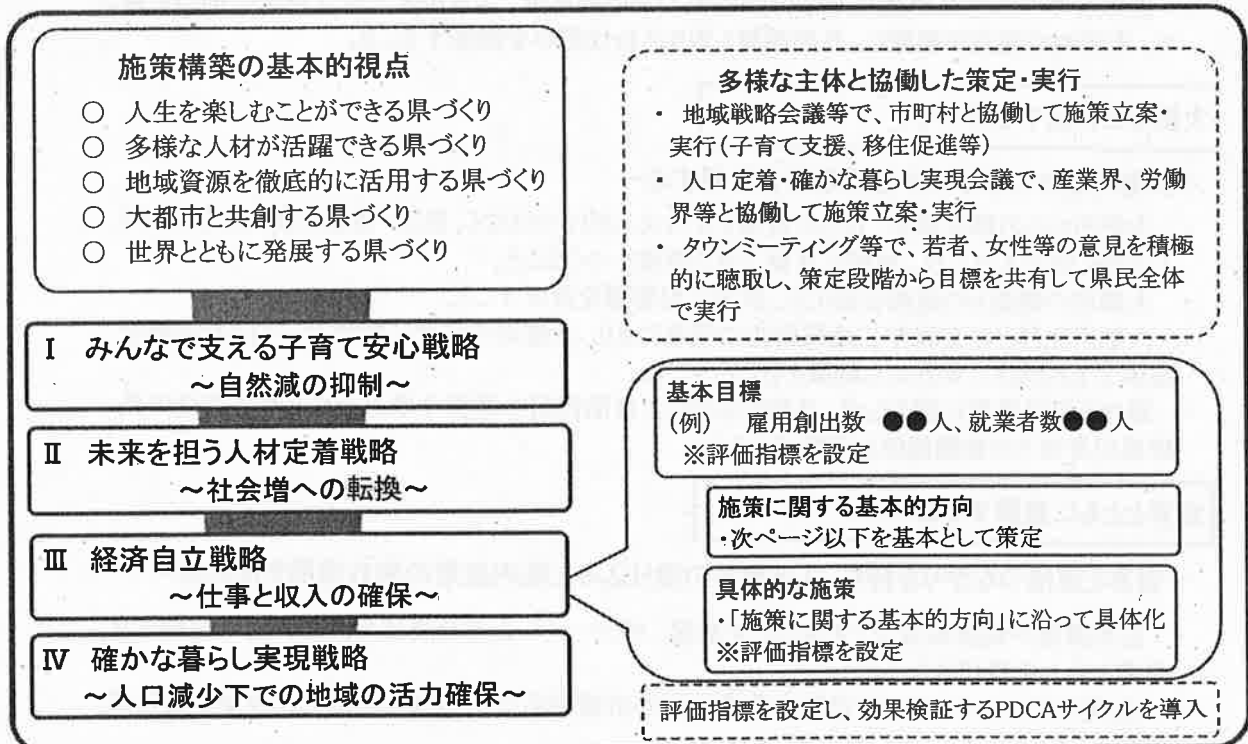 施策構築の基本的視点
○ 人生を楽しむことができる県づくり
○ 多様な人材が活躍できる県づくり
○ 地域資源を徹底的に活用する県づくり
○ 大都市と共創する県づくり
○ 世界とともに発展する県づくり
多様な主体と協働した策定・実行
・ 地域戦略会議等で、市町村と協働して施策立案・
実行(子育て支援、移住促進等)
・ 人口定着・確かな暮らし実現会議で、産業界、労働
界等と協働して施策立案・実行
・ タウンミーティング等で、若者、女性等の意見を積極
的に聴取し、策定段階から目標を共有して県民全体
で実行
Ⅰ みんなで支える子育て安心戦略
～自然減の抑制～
Ⅱ 未来を担う人材定着戦略
～社会増への転換～
Ⅲ 経済自立戦略
～仕事と収入の確保～
Ⅳ 確かな暮らし実現戦略
～人口減少下での地域の活力確保～
基本目標
(例) 雇用創出数 ●●人、就業者数●●人
※評価指標を設定
施策に関する基本的方向
・次ページ以下を基本として策定
具体的な施策
・「施策に関する基本的方向」に沿って具体化
※評価指標を設定
評価指標を設定し、効果検証するPDCAサイクルを導入